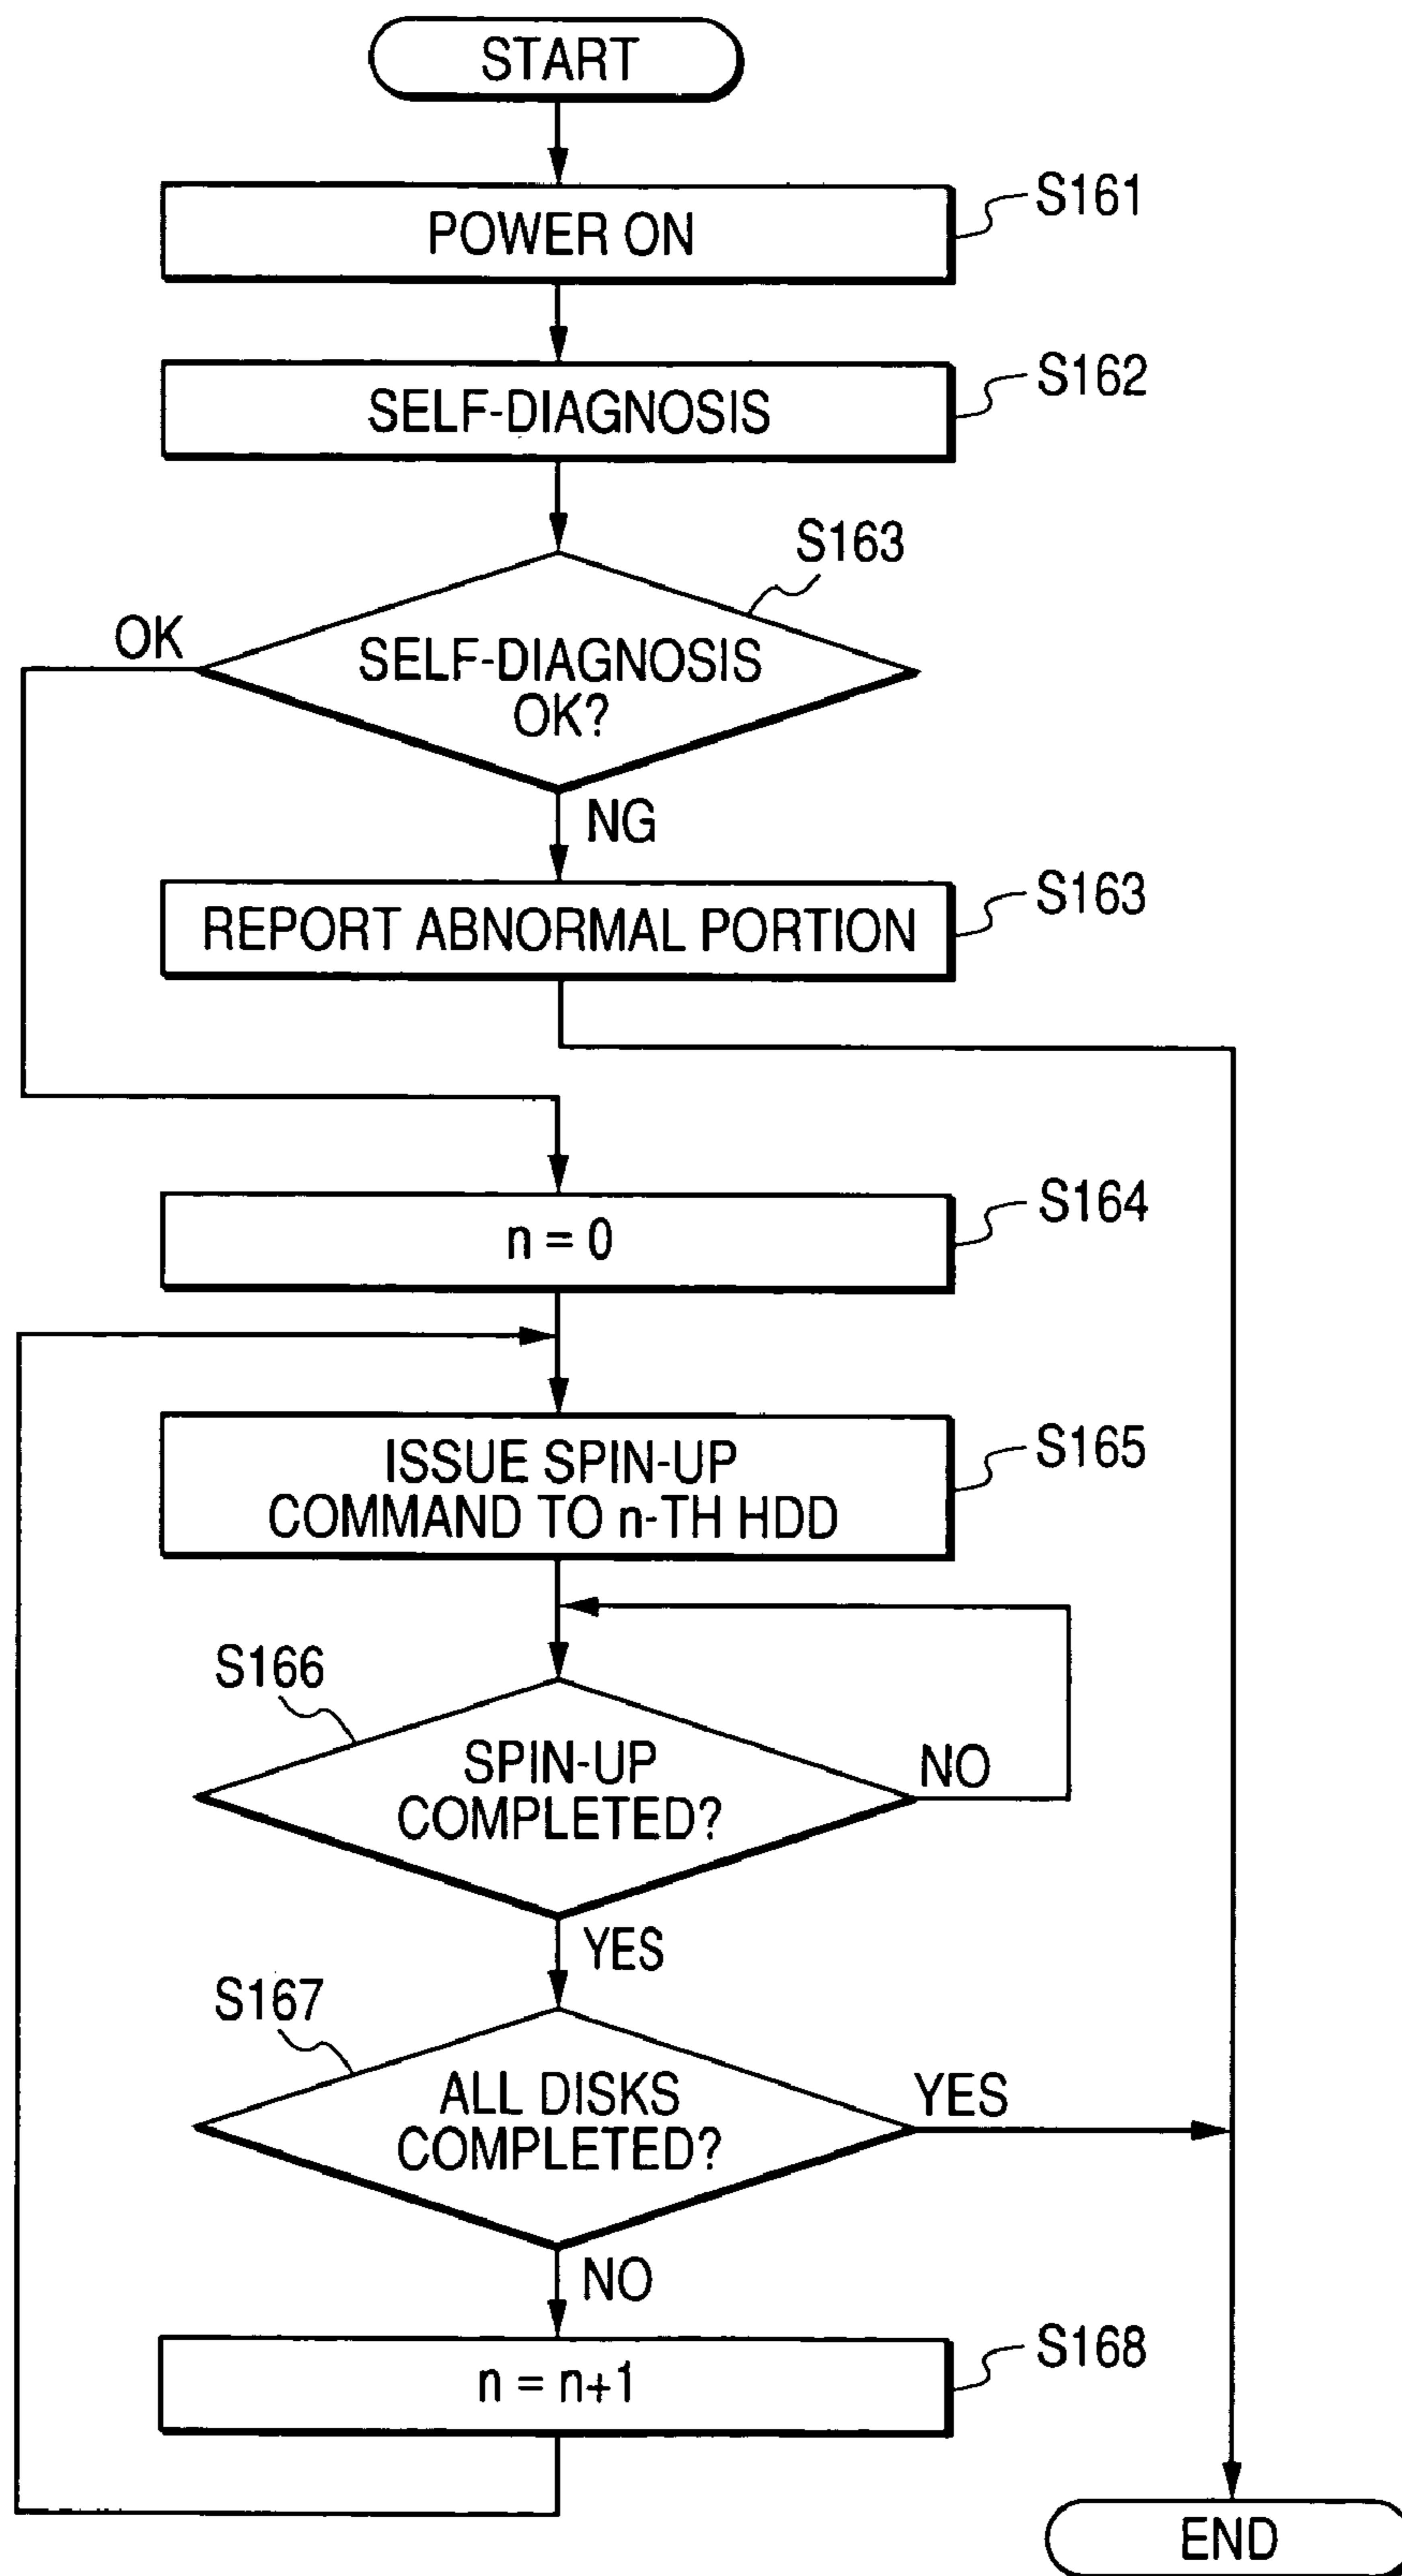 START
POWER ON
S161
SELF-DIAGNOSIS
S162
S163
OK
SELF-DIAGNOSIS
OK?
NG
REPORT ABNORMAL PORTION
S163
n = 0
S164
ISSUE SPIN-UP
COMMAND TO n-TH HDD
S165
S166
SPIN-UP
COMPLETED?
NO
YES
S167
ALL DISKS
COMPLETED?
YES
NO
n = n+1
S168
END